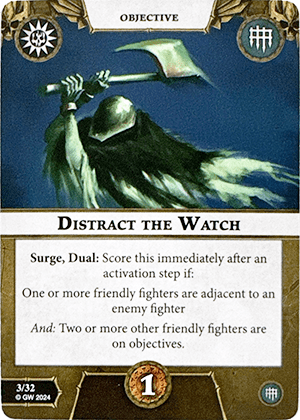 OBJECTIVE
DISTRACT THE WATCH
Surge, Dual: Score this immediately after an
activation step if:
One or more friendly fighters are adjacent to an
enemy fighter
And: Two or more other friendly fighters are
on objectives.
3/32
© GW 2024
1